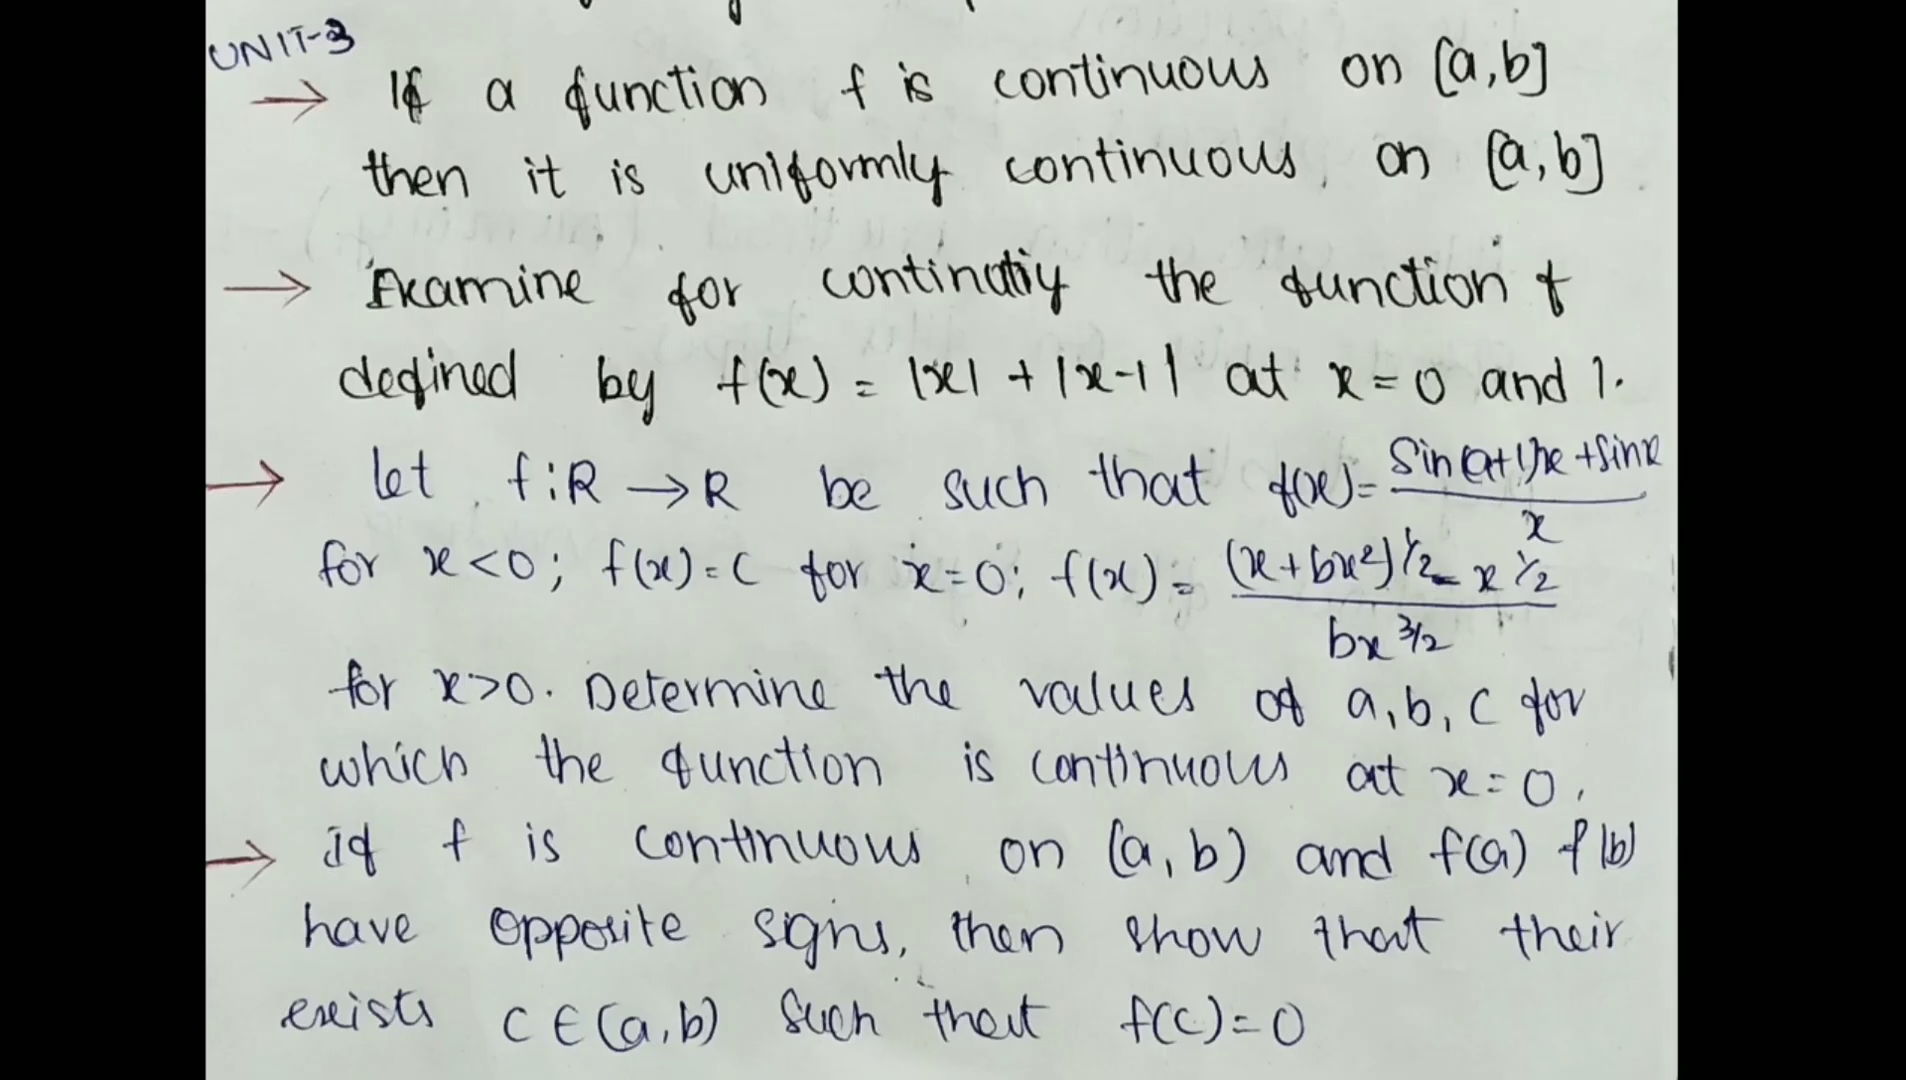 UNIT-3
→ If a function f is continuous on [a,b]
then it is uniformly continuous on [a,b]
→ Examine for continutiy the function f
defined by f(x) = |x| + |x-1| at x=0 and 1.
→ let f:R→R be such that f(x)= (Sin(a+1)x + sinx)/x
for x<0; f(x)=c for x=0; f(x) = ((x+bx²)^1/2 - x^1/2)/(bx^3/2)
for x>0. Determine the values of a,b,c for
which the function is continuous at x=0.
→ if f is continuous on (a,b) and f(a) f(b)
have opposite signs, then show that their
exists c∈(a,b) such that f(c)=0